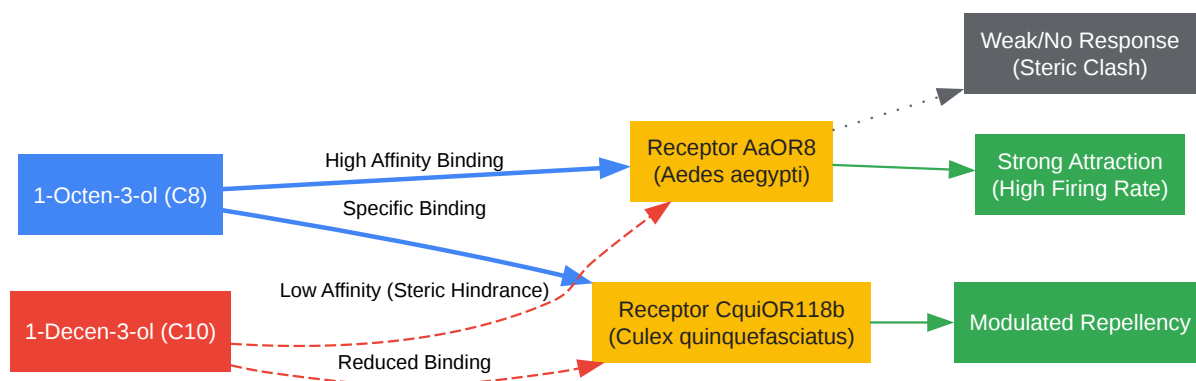 Weak/No Response
(Steric Clash)
High Affinity Binding
Receptor AaOR8
(Aedes aegypti)
Strong Attraction
(High Firing Rate)
1-Octen-3-ol (C8)
Specific Binding
Low Affinity (Steric Hindrance)
Receptor CquiOR118b
(Culex quinquefasciatus)
Modulated Repellency
1-Decen-3-ol (C10)
Reduced Binding